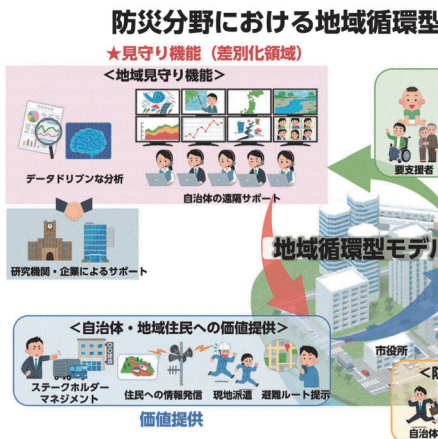 防災分野における地域循環型
★見守り機能（差別化領域）
＜地域見守り機能＞
データドリブンな分析
自治体の遠隔サポート
要支援者
研究機関・企業によるサポート
地域循環型モデル
＜自治体・地域住民への価値提供＞
市役所
ステークホルダー
マネジメント
住民への情報発信
現地派遣
避難ルート提示
価値提供
＜防
自治体